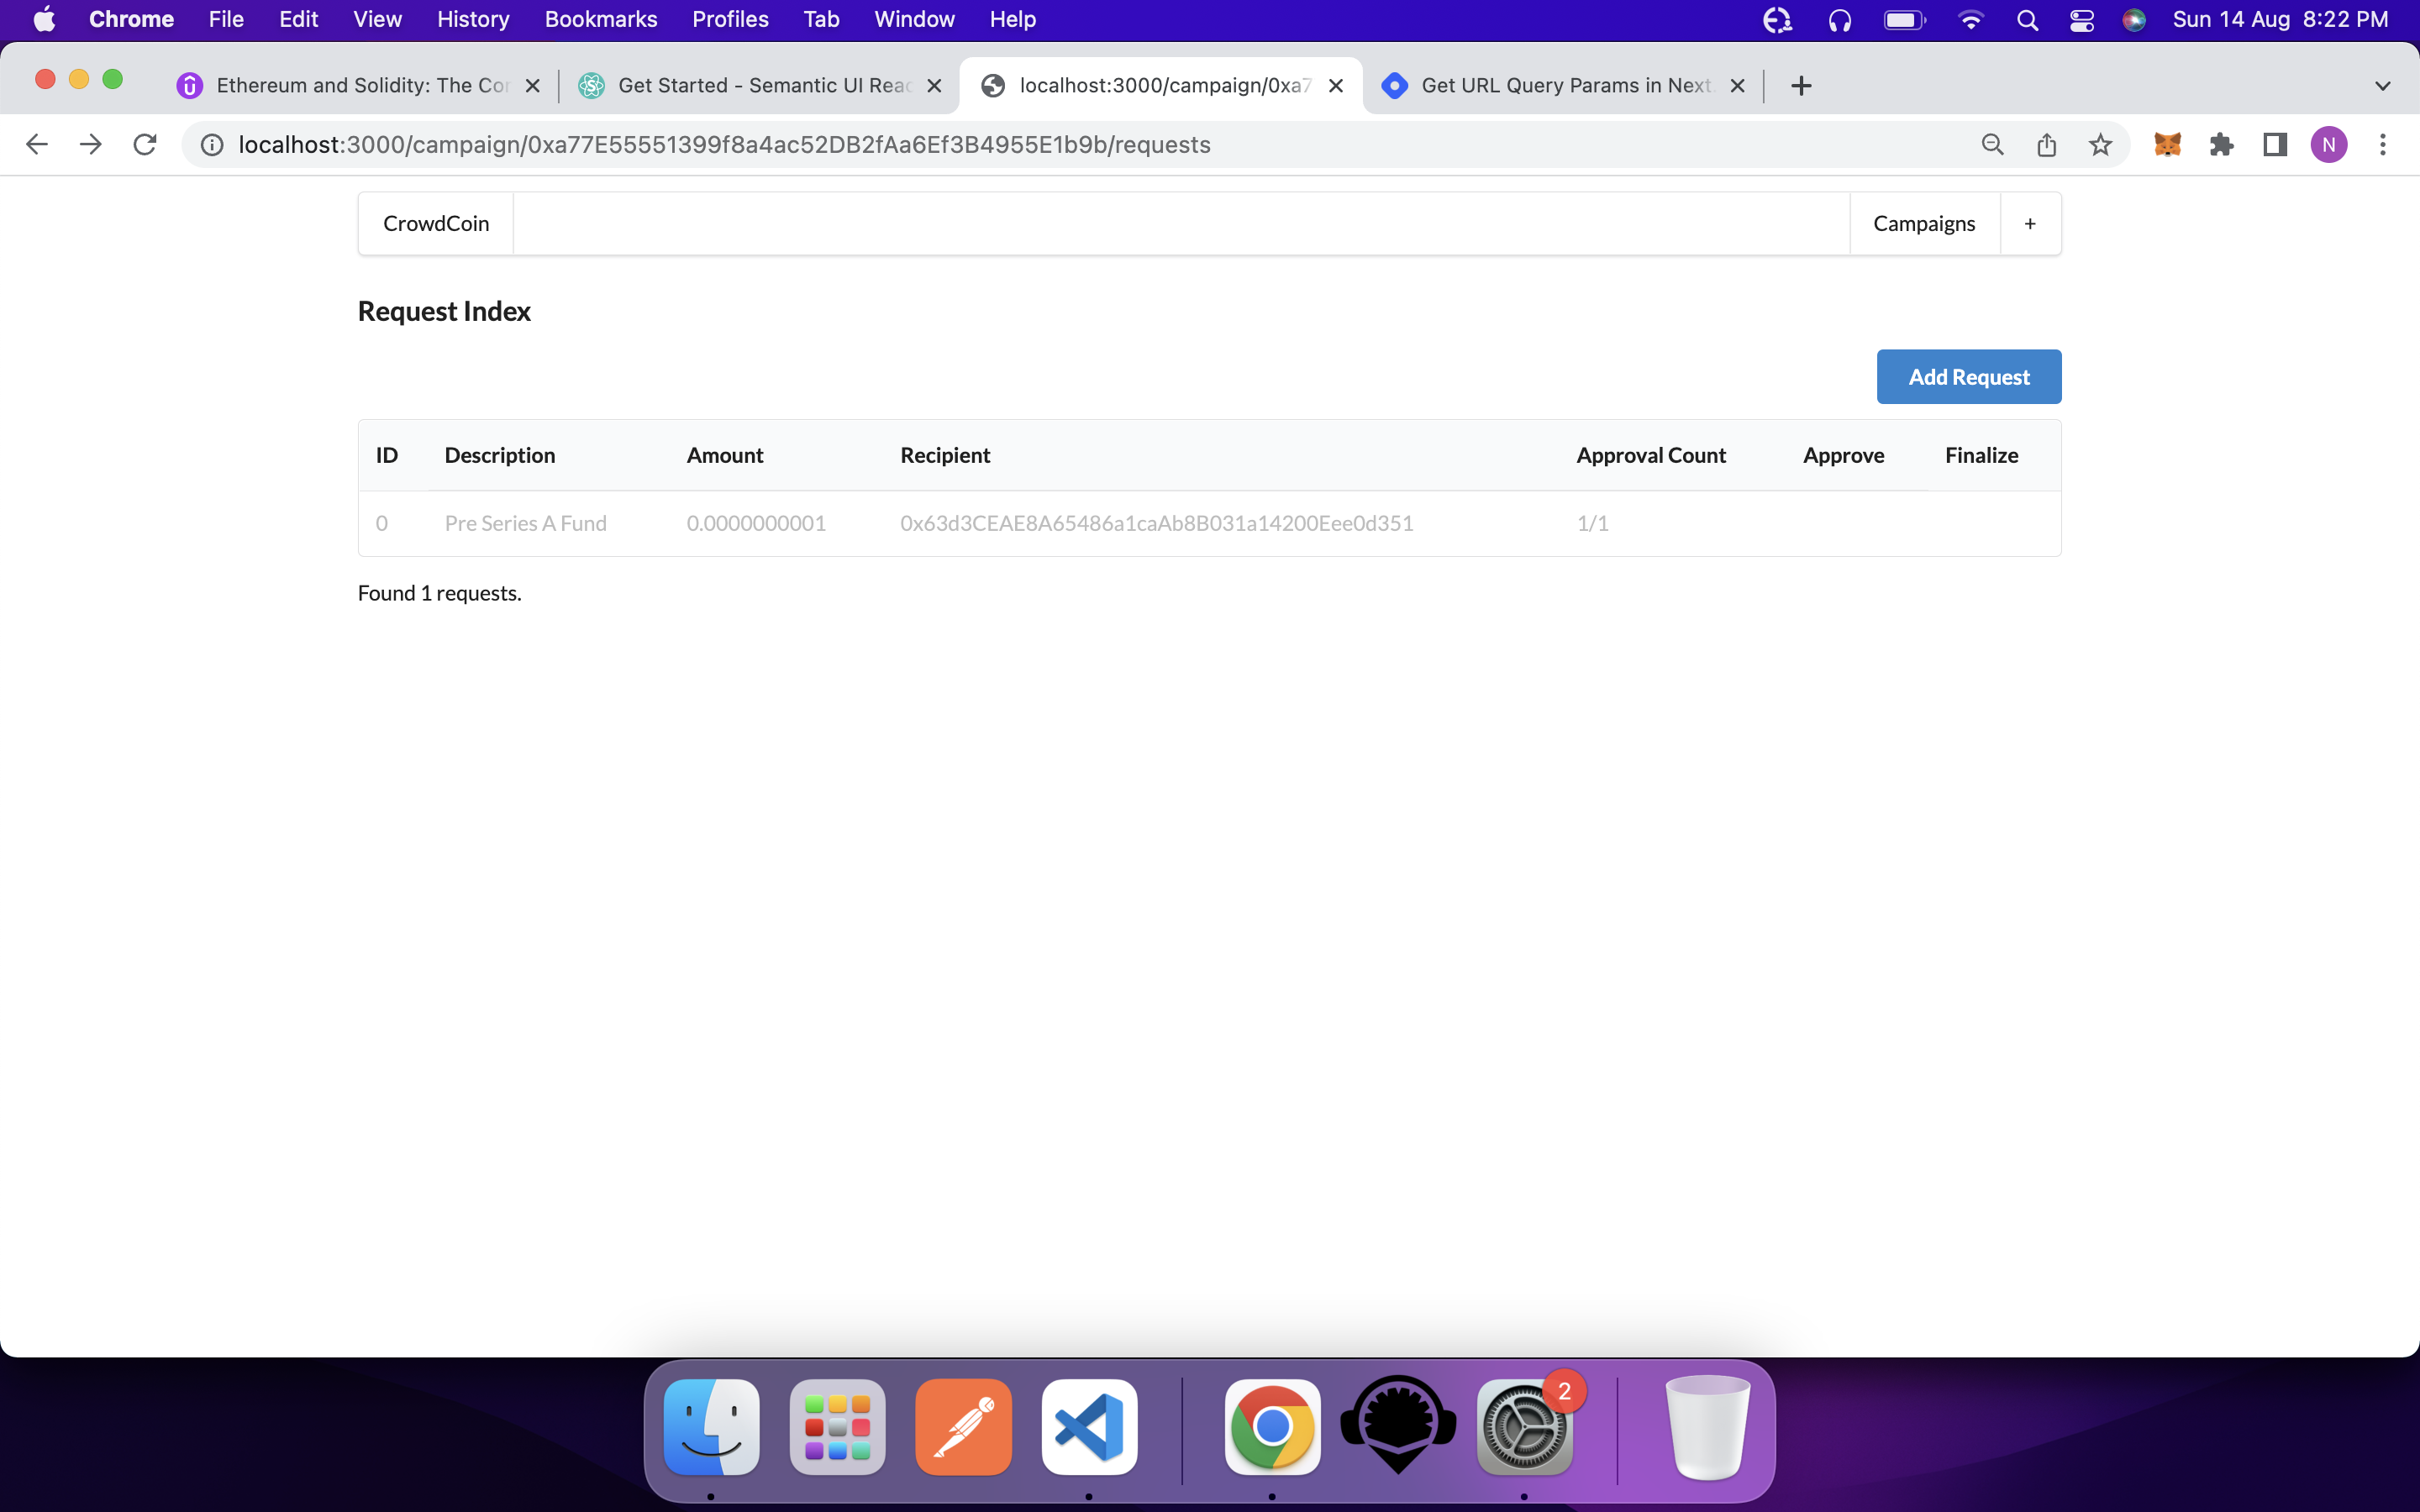 Chrome File Edit View History Bookmarks Profiles Tab Window Help Sun 14 Aug 8:22 PM
Ethereum and Solidity: The Cor Get Started - Semantic UI Reac localhost:3000/campaign/0xa7 Get URL Query Params in Next.
localhost:3000/campaign/0xa77E55551399f8a4ac52DB2fAa6Ef3B4955E1b9b/requests N
CrowdCoin Campaigns +
Request Index
Add Request
ID Description Amount Recipient Approval Count Approve Finalize
0 Pre Series A Fund 0.0000000001 0x63d3CEAE8A65486a1caAb8B031a14200Eee0d351 1/1
Found 1 requests.
2